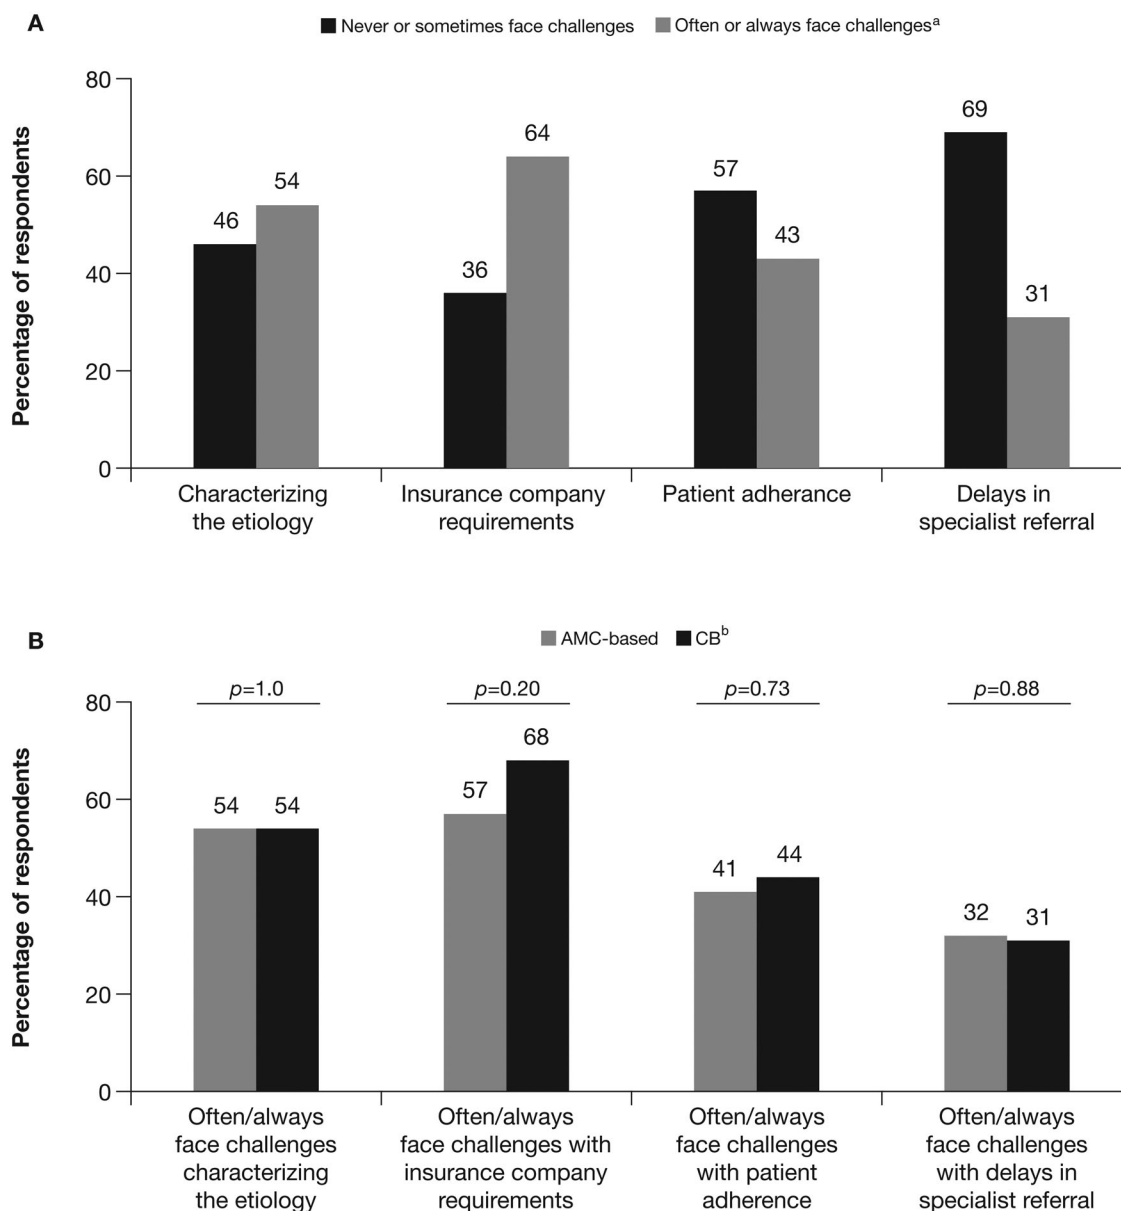 A
Never or sometimes face challenges Often or always face challengesᵃ
Percentage of respondents
80
60
40
20
0
46
54
36
64
57
43
69
31
Characterizing
the etiology
Insurance company
requirements
Patient adherance
Delays in
specialist referral
B
AMC-based CBᵇ
Percentage of respondents
80
60
40
20
0
p=1.0
p=0.20
p=0.73
p=0.88
54
54
57
68
41
44
32
31
Often/always
face challenges
characterizing
the etiology
Often/always
face challenges with
insurance company
requirements
Often/always
face challenges
with patient
adherence
Often/always
face challenges
with delays in
specialist referral